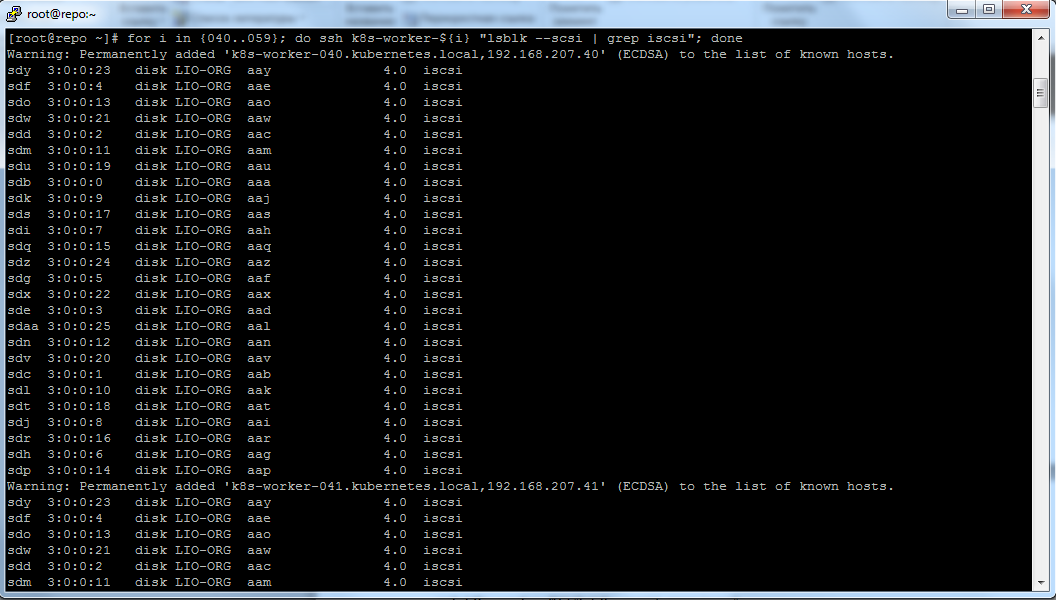 root@repo:~
[root@repo ~]# for i in {040..059}; do ssh k8s-worker-${i} "lsblk --scsi | grep iscsi"; done
Warning: Permanently added 'k8s-worker-040.kubernetes.local,192.168.207.40' (ECDSA) to the list of known hosts.
sdy  3:0:0:23   disk LIO-ORG  aay              4.0  iscsi
sdf  3:0:0:4    disk LIO-ORG  aae              4.0  iscsi
sdo  3:0:0:13   disk LIO-ORG  aao              4.0  iscsi
sdw  3:0:0:21   disk LIO-ORG  aaw              4.0  iscsi
sdd  3:0:0:2    disk LIO-ORG  aac              4.0  iscsi
sdm  3:0:0:11   disk LIO-ORG  aam              4.0  iscsi
sdu  3:0:0:19   disk LIO-ORG  aau              4.0  iscsi
sdb  3:0:0:0    disk LIO-ORG  aaa              4.0  iscsi
sdk  3:0:0:9    disk LIO-ORG  aaj              4.0  iscsi
sds  3:0:0:17   disk LIO-ORG  aas              4.0  iscsi
sdi  3:0:0:7    disk LIO-ORG  aah              4.0  iscsi
sdq  3:0:0:15   disk LIO-ORG  aaq              4.0  iscsi
sdz  3:0:0:24   disk LIO-ORG  aaz              4.0  iscsi
sdg  3:0:0:5    disk LIO-ORG  aaf              4.0  iscsi
sdx  3:0:0:22   disk LIO-ORG  aax              4.0  iscsi
sde  3:0:0:3    disk LIO-ORG  aad              4.0  iscsi
sdaa 3:0:0:25   disk LIO-ORG  aal              4.0  iscsi
sdn  3:0:0:12   disk LIO-ORG  aan              4.0  iscsi
sdv  3:0:0:20   disk LIO-ORG  aav              4.0  iscsi
sdc  3:0:0:1    disk LIO-ORG  aab              4.0  iscsi
sdl  3:0:0:10   disk LIO-ORG  aak              4.0  iscsi
sdt  3:0:0:18   disk LIO-ORG  aat              4.0  iscsi
sdj  3:0:0:8    disk LIO-ORG  aai              4.0  iscsi
sdr  3:0:0:16   disk LIO-ORG  aar              4.0  iscsi
sdh  3:0:0:6    disk LIO-ORG  aag              4.0  iscsi
sdp  3:0:0:14   disk LIO-ORG  aap              4.0  iscsi
Warning: Permanently added 'k8s-worker-041.kubernetes.local,192.168.207.41' (ECDSA) to the list of known hosts.
sdy  3:0:0:23   disk LIO-ORG  aay              4.0  iscsi
sdf  3:0:0:4    disk LIO-ORG  aae              4.0  iscsi
sdo  3:0:0:13   disk LIO-ORG  aao              4.0  iscsi
sdw  3:0:0:21   disk LIO-ORG  aaw              4.0  iscsi
sdd  3:0:0:2    disk LIO-ORG  aac              4.0  iscsi
sdm  3:0:0:11   disk LIO-ORG  aam              4.0  iscsi